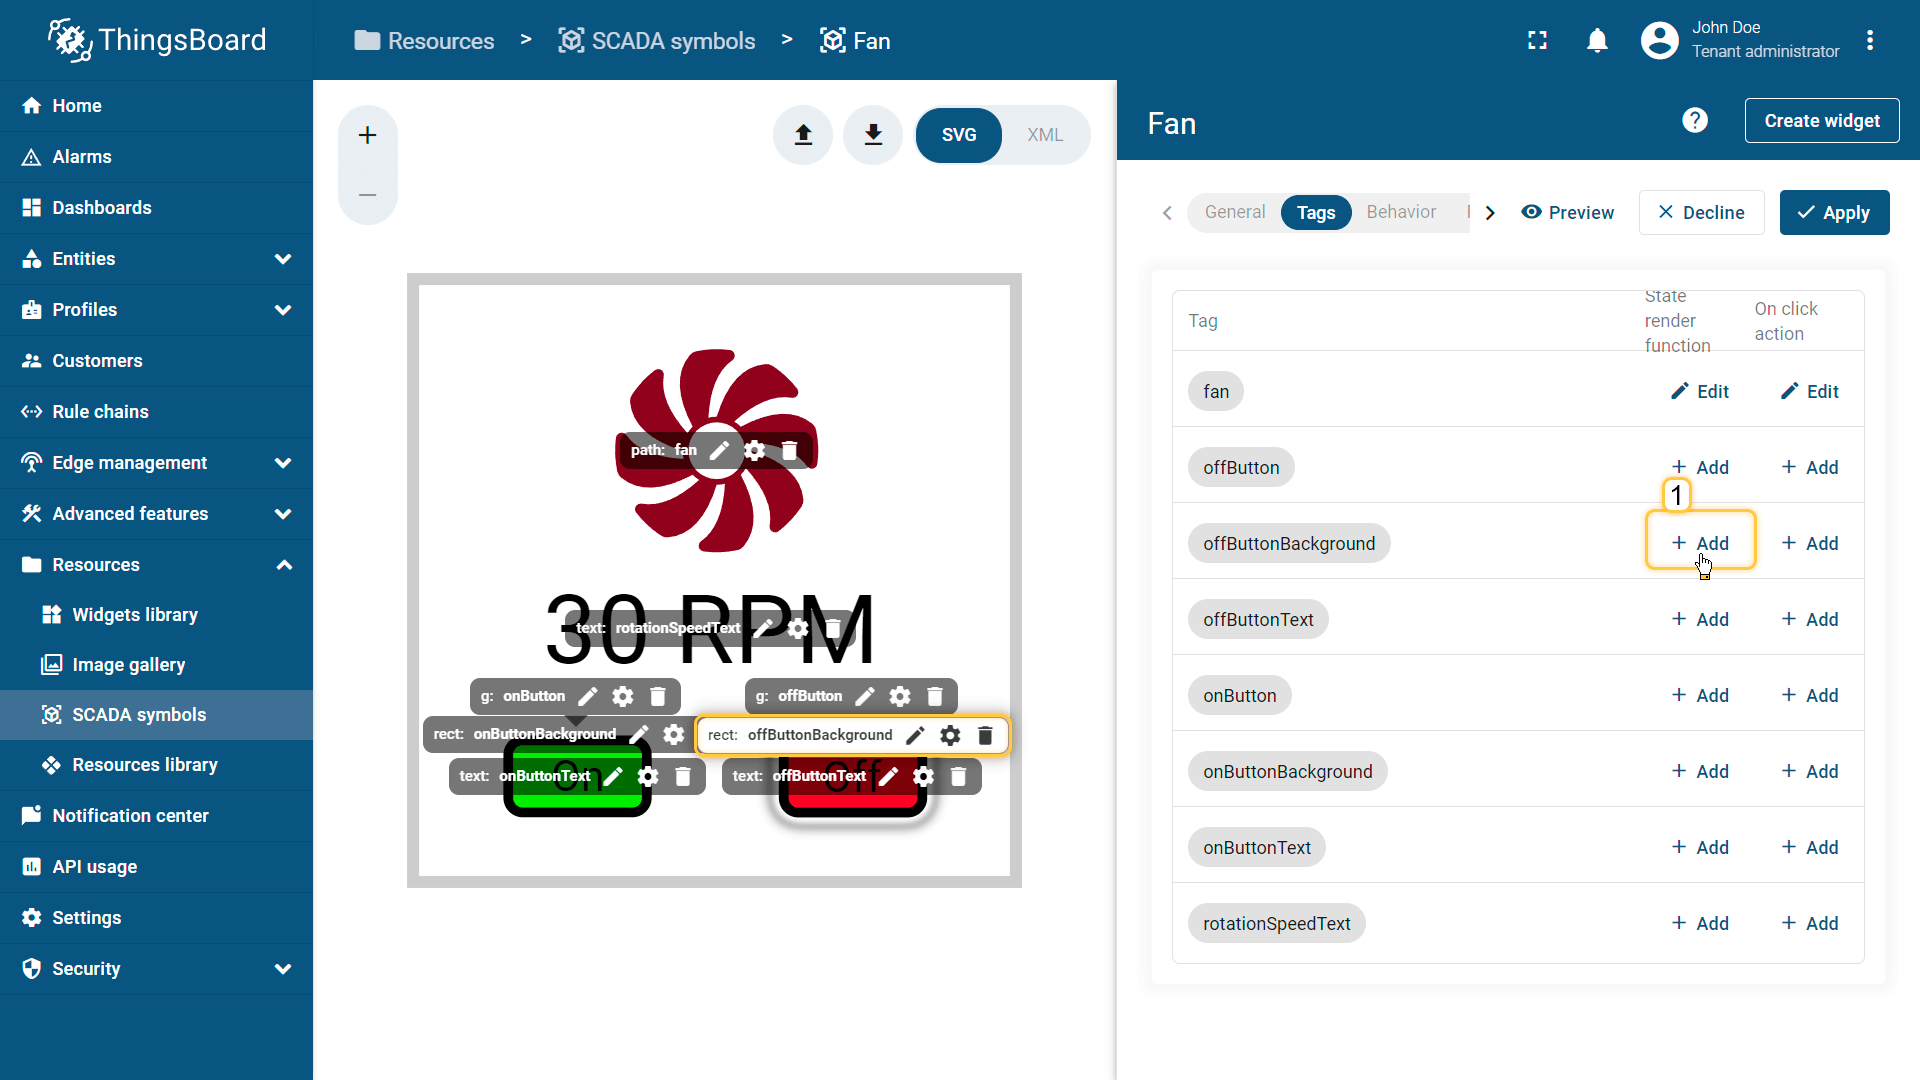 ThingsBoard
Resources > SCADA symbols > Fan
John Doe
Tenant administrator
Home
Alarms
Dashboards
Entities
Profiles
Customers
Rule chains
Edge management
Advanced features
Resources
Widgets library
Image gallery
SCADA symbols
Resources library
Notification center
API usage
Settings
Security
SVG XML
path: fan
30 RPM
text: rotationSpeedText
g: onButton
g: offButton
rect: onButtonBackground
rect: offButtonBackground
On
text: onButtonText
Off
text: offButtonText
Fan
? Create widget
General Tags Behavior
Preview Decline Apply
Tag
State render function
On click action
fan Edit Edit
offButton + Add + Add
1
offButtonBackground + Add + Add
offButtonText + Add + Add
onButton + Add + Add
onButtonBackground + Add + Add
onButtonText + Add + Add
rotationSpeedText + Add + Add